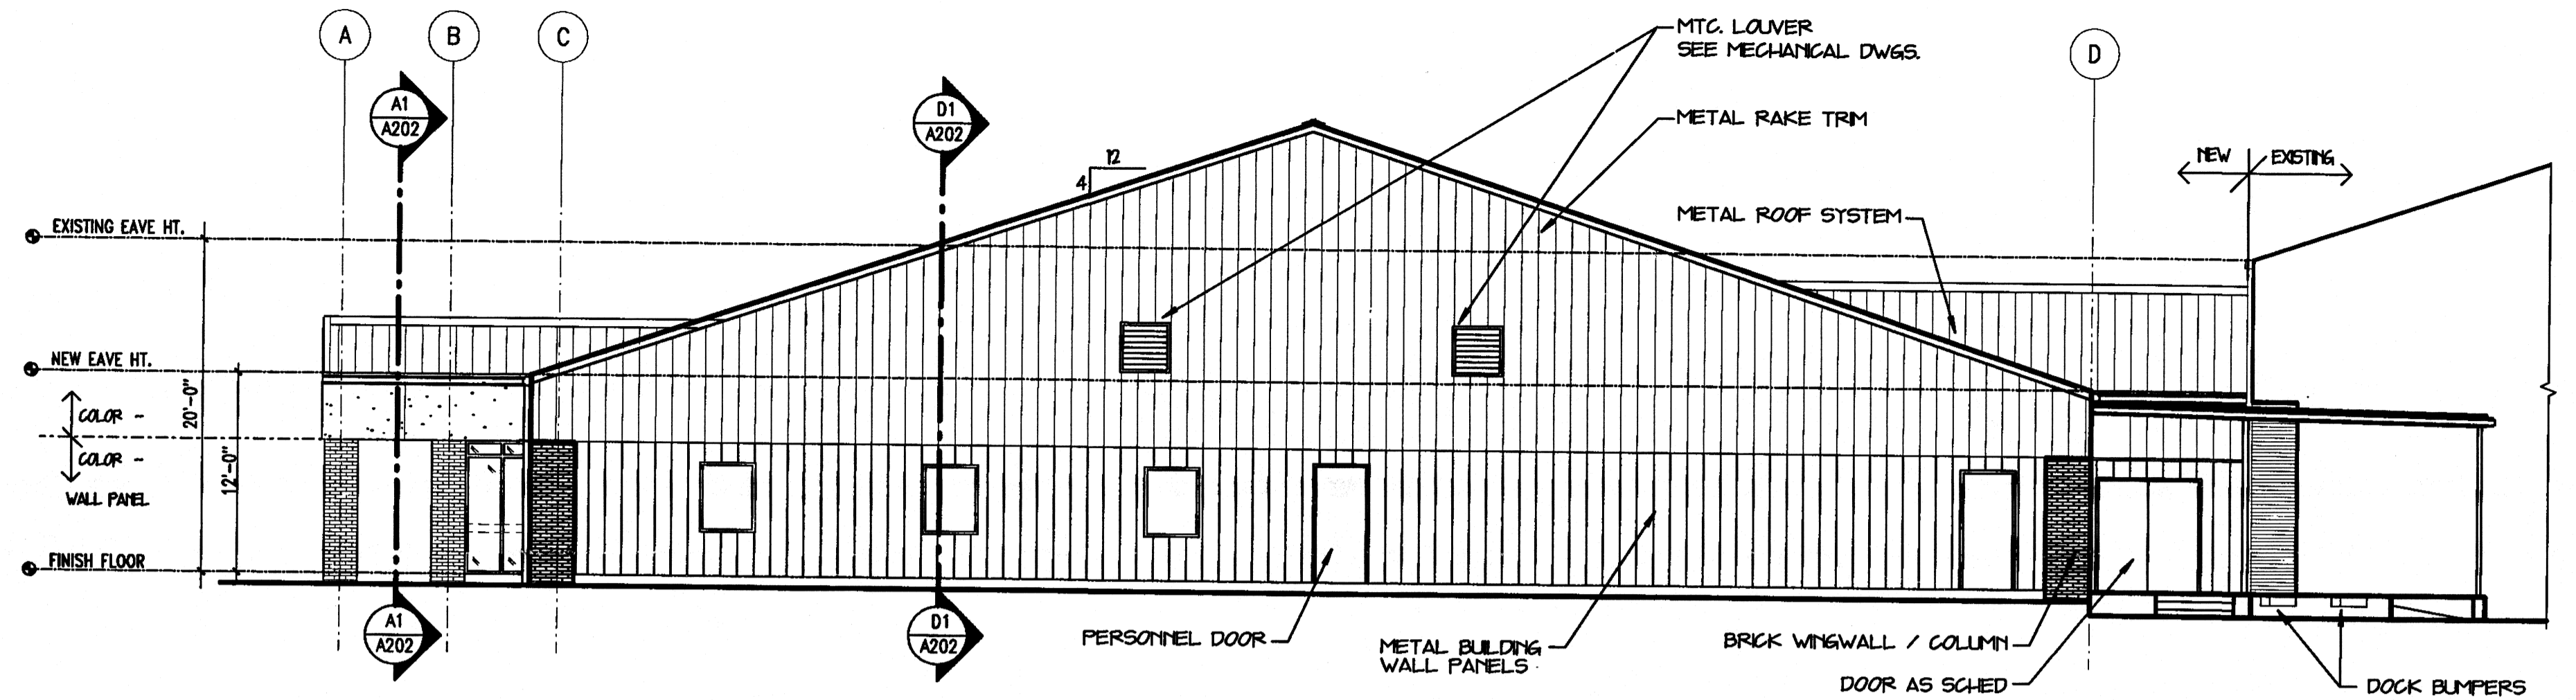 A
B
C
MTC. LOUVER
SEE MECHANICAL DWGS.
D
A1
A202
D1
A202
METAL RAKE TRIM
12
4
NEW
EXISTING
METAL ROOF SYSTEM
EXISTING EAVE HT.
NEW EAVE HT.
COLOR -
20'-0"
COLOR -
12'-0"
WALL PANEL
FINISH FLOOR
A1
A202
D1
A202
PERSONNEL DOOR
METAL BUILDING
WALL PANELS
BRICK WINGWALL / COLUMN
DOOR AS SCHED
DOCK BUMPERS